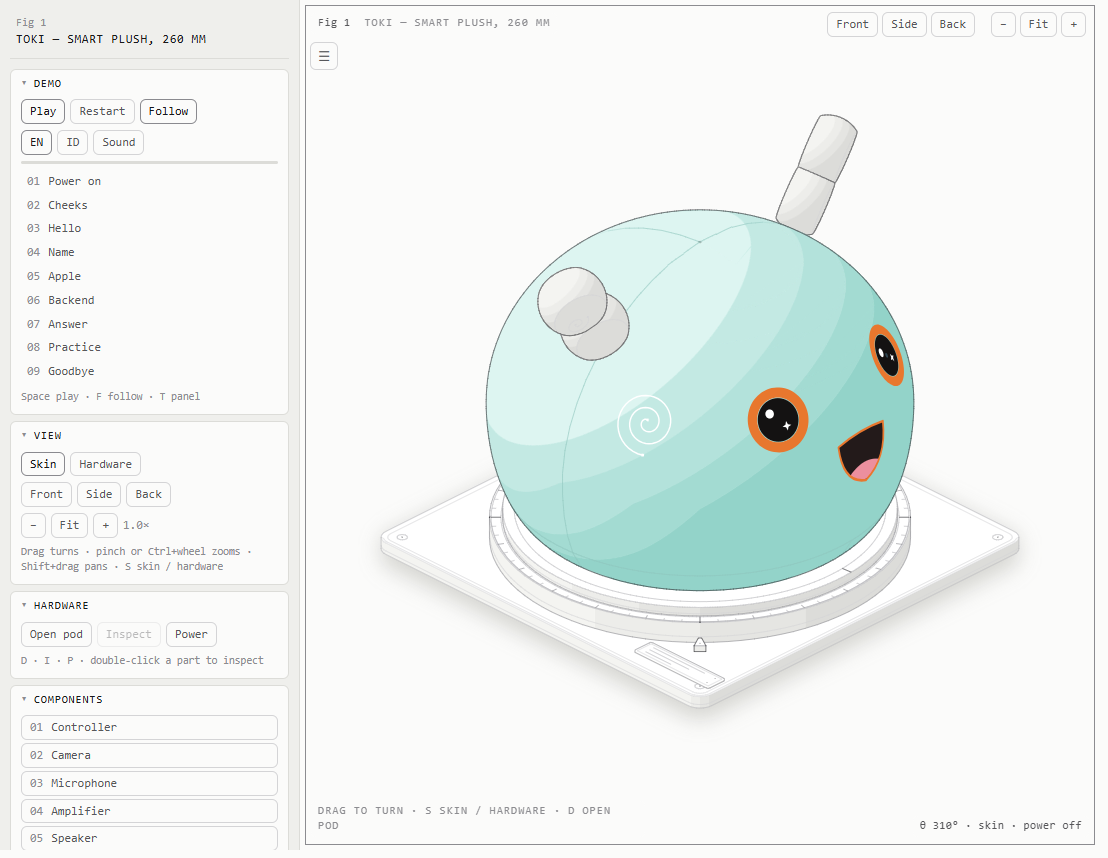 Fig 1
TOKI — SMART PLUSH, 260 MM
DEMO
Play Restart Follow
EN ID Sound
01 Power on
02 Cheeks
03 Hello
04 Name
05 Apple
06 Backend
07 Answer
08 Practice
09 Goodbye
Space play · F follow · T panel
VIEW
Skin Hardware
Front Side Back
− Fit + 1.0×
Drag turns · pinch or Ctrl+wheel zooms ·
Shift+drag pans · S skin / hardware
HARDWARE
Open pod Inspect Power
D · I · P · double-click a part to inspect
COMPONENTS
01 Controller
02 Camera
03 Microphone
04 Amplifier
05 Speaker
Fig 1 TOKI — SMART PLUSH, 260 MM
Front Side Back − Fit +
DRAG TO TURN · S SKIN / HARDWARE · D OPEN
POD
θ 310° · skin · power off